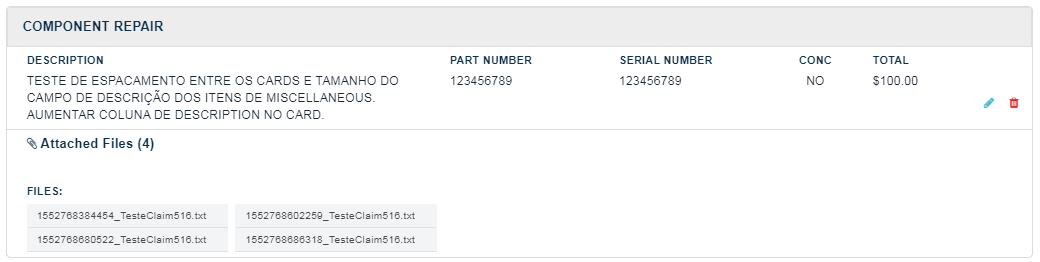 COMPONENT REPAIR
DESCRIPTION PART NUMBER SERIAL NUMBER CONC TOTAL
TESTE DE ESPACAMENTO ENTRE OS CARDS E TAMANHO DO 123456789 123456789 NO $100.00
CAMPO DE DESCRIÇÃO DOS ITENS DE MISCELLANEOUS.
AUMENTAR COLUNA DE DESCRIPTION NO CARD.
Attached Files (4)
FILES:
1552768384454_TesteClaim516.txt 1552768602259_TesteClaim516.txt
1552768680522_TesteClaim516.txt 1552768686318_TesteClaim516.txt